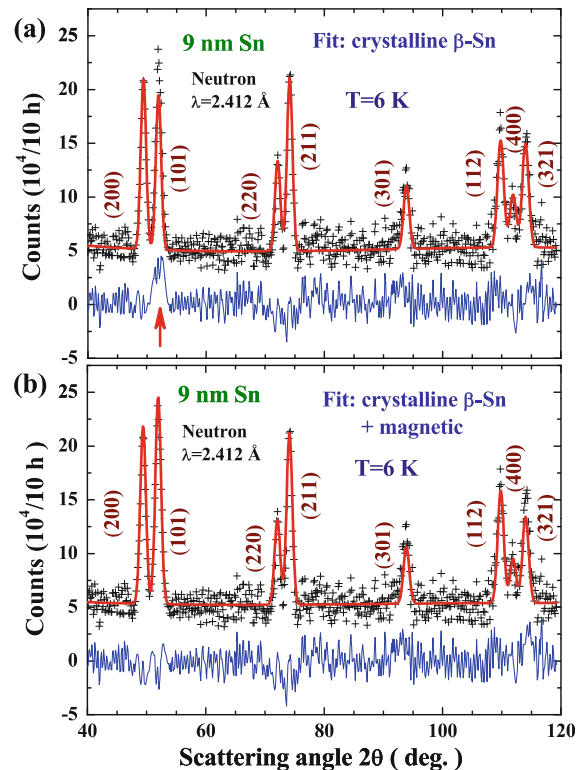 (a)
25
20
15
10
5
0
-5
Counts (10⁴/10 h)
9 nm Sn
Fit: crystalline β-Sn
Neutron
λ=2.412 Å
T=6 K
(200)
(101)
(220)
(211)
(301)
(112)
(400)
(321)
(b)
25
20
15
10
5
0
-5
Counts (10⁴/10 h)
9 nm Sn
Fit: crystalline β-Sn
+ magnetic
Neutron
λ=2.412 Å
T=6 K
(200)
(101)
(220)
(211)
(301)
(112)
(400)
(321)
40 60 80 100 120
Scattering angle 2θ ( deg. )